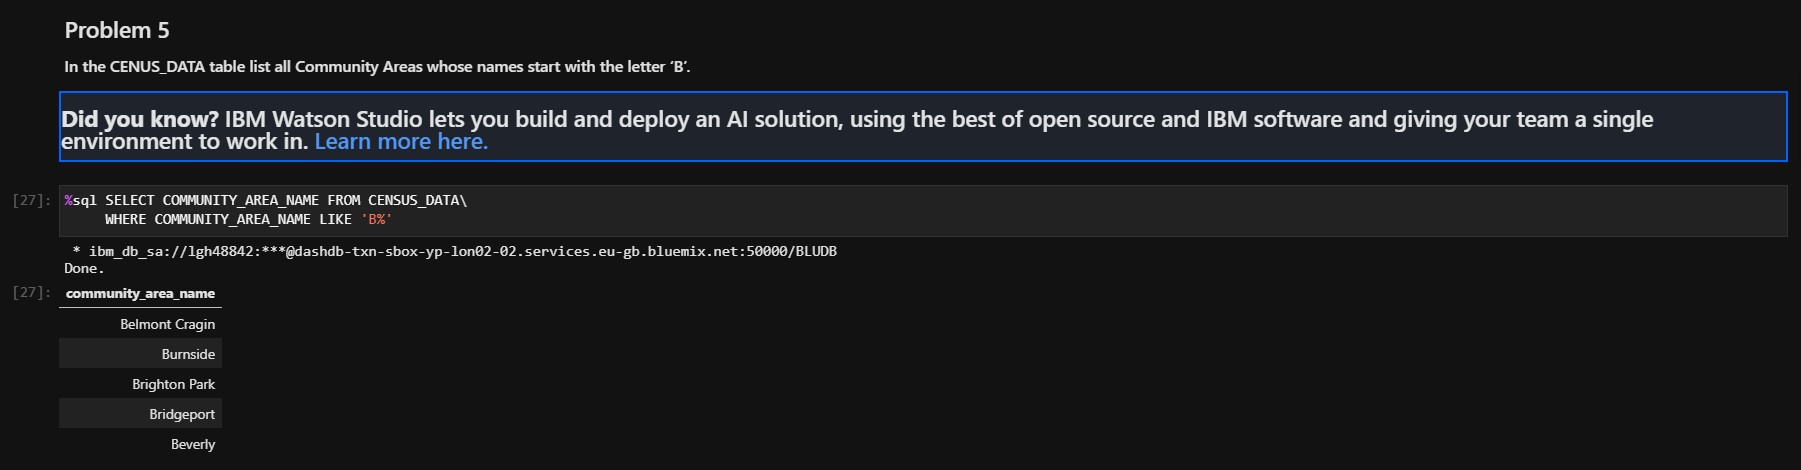 Problem 5
In the CENUS_DATA table list all Community Areas whose names start with the letter ‘B’.
Did you know? IBM Watson Studio lets you build and deploy an AI solution, using the best of open source and IBM software and giving your team a single
environment to work in. Learn more here.
[27]: %sql SELECT COMMUNITY_AREA_NAME FROM CENSUS_DATA\
WHERE COMMUNITY_AREA_NAME LIKE 'B%'
* ibm_db_sa://lgh48842:***@dashdb-txn-sbox-yp-lon02-02.services.eu-gb.bluemix.net:50000/BLUDB
Done.
[27]: community_area_name
Belmont Cragin
Burnside
Brighton Park
Bridgeport
Beverly